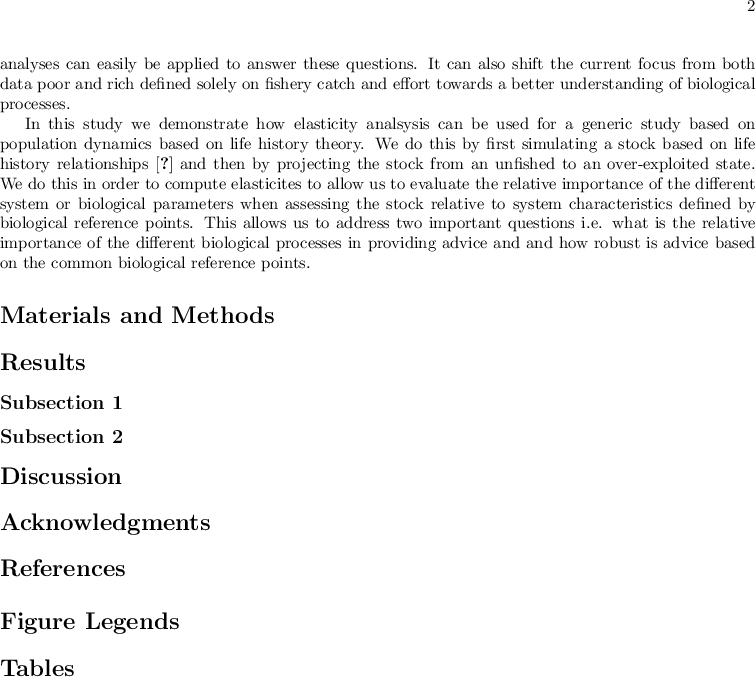 2
analyses can easily be applied to answer these questions. It can also shift the current focus from both
data poor and rich defined solely on fishery catch and effort towards a better understanding of biological
processes.
In this study we demonstrate how elasticity analsysis can be used for a generic study based on
population dynamics based on life history theory. We do this by first simulating a stock based on life
history relationships [?] and then by projecting the stock from an unfished to an over-exploited state.
We do this in order to compute elasticites to allow us to evaluate the relative importance of the different
system or biological parameters when assessing the stock relative to system characteristics defined by
biological reference points. This allows us to address two important questions i.e. what is the relative
importance of the different biological processes in providing advice and and how robust is advice based
on the common biological reference points.
Materials and Methods
Results
Subsection 1
Subsection 2
Discussion
Acknowledgments
References
Figure Legends
Tables